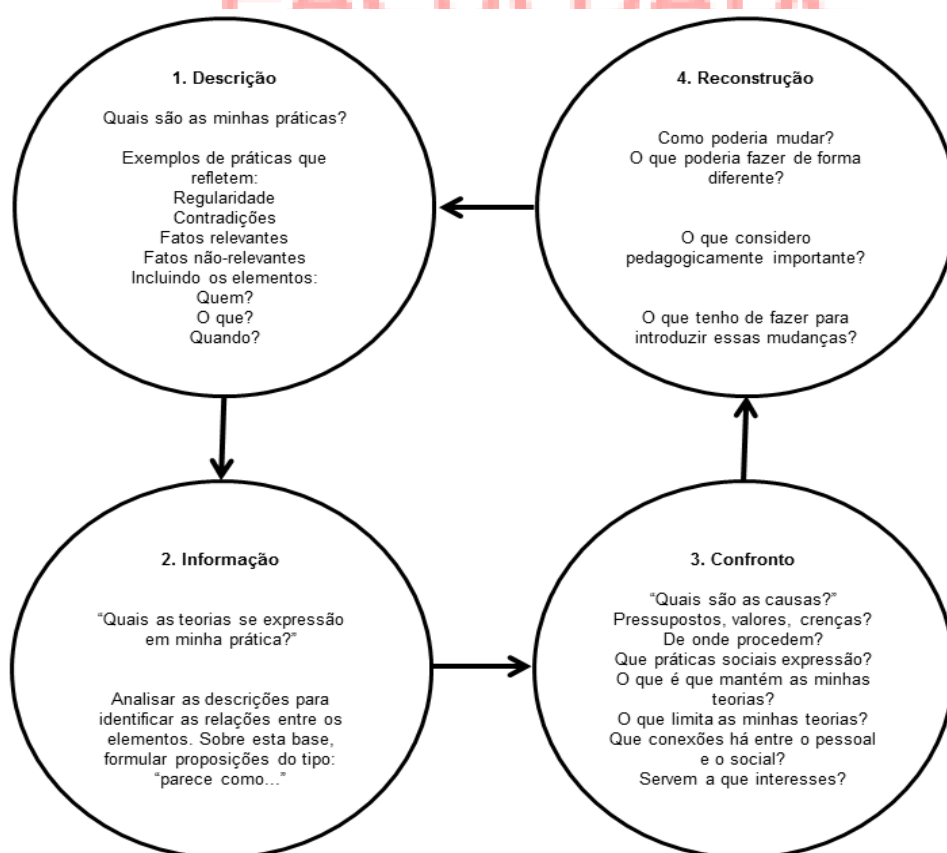 1. Descrição
Quais são as minhas práticas?
Exemplos de práticas que
refletem:
Regularidade
Contradições
Fatos relevantes
Fatos não-relevantes
Incluindo os elementos:
Quem?
O que?
Quando?
2. Informação
“Quais as teorias se expressão
em minha prática?”
Analisar as descrições para
identificar as relações entre os
elementos. Sobre esta base,
formular proposições do tipo:
“parece como...”
3. Confronto
“Quais são as causas?”
Pressupostos, valores, crenças?
De onde procedem?
Que práticas sociais expressão?
O que é que mantém as minhas
teorias?
O que limita as minhas teorias?
Que conexões há entre o pessoal
e o social?
Servem a que interesses?
4. Reconstrução
Como poderia mudar?
O que poderia fazer de forma
diferente?
O que considero
pedagogicamente importante?
O que tenho de fazer para
introduzir essas mudanças?